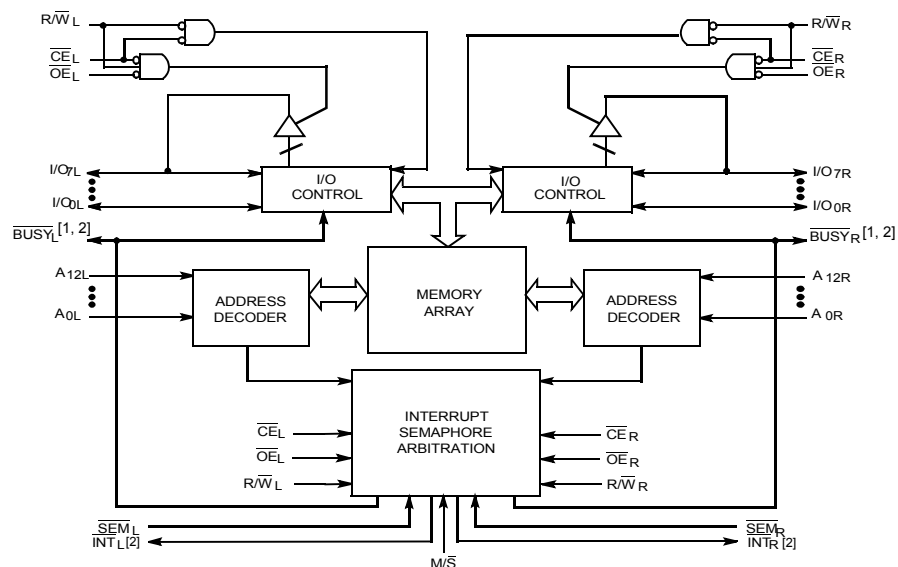 R/W̅L R/W̅R
C̅E̅L C̅E̅R
O̅E̅L O̅E̅R
I/O7L I/O CONTROL I/O CONTROL I/O7R
I/O0L I/O0R
B̅U̅S̅Y̅L[1, 2] B̅U̅S̅Y̅R[1, 2]
A12L A12R
ADDRESS DECODER MEMORY ARRAY ADDRESS DECODER
A0L A0R
INTERRUPT
SEMAPHORE
ARBITRATION
C̅E̅L C̅E̅R
O̅E̅L O̅E̅R
R/W̅L R/W̅R
S̅E̅M̅L S̅E̅M̅R
I̅N̅T̅L[2] I̅N̅T̅R[2]
M/S̅